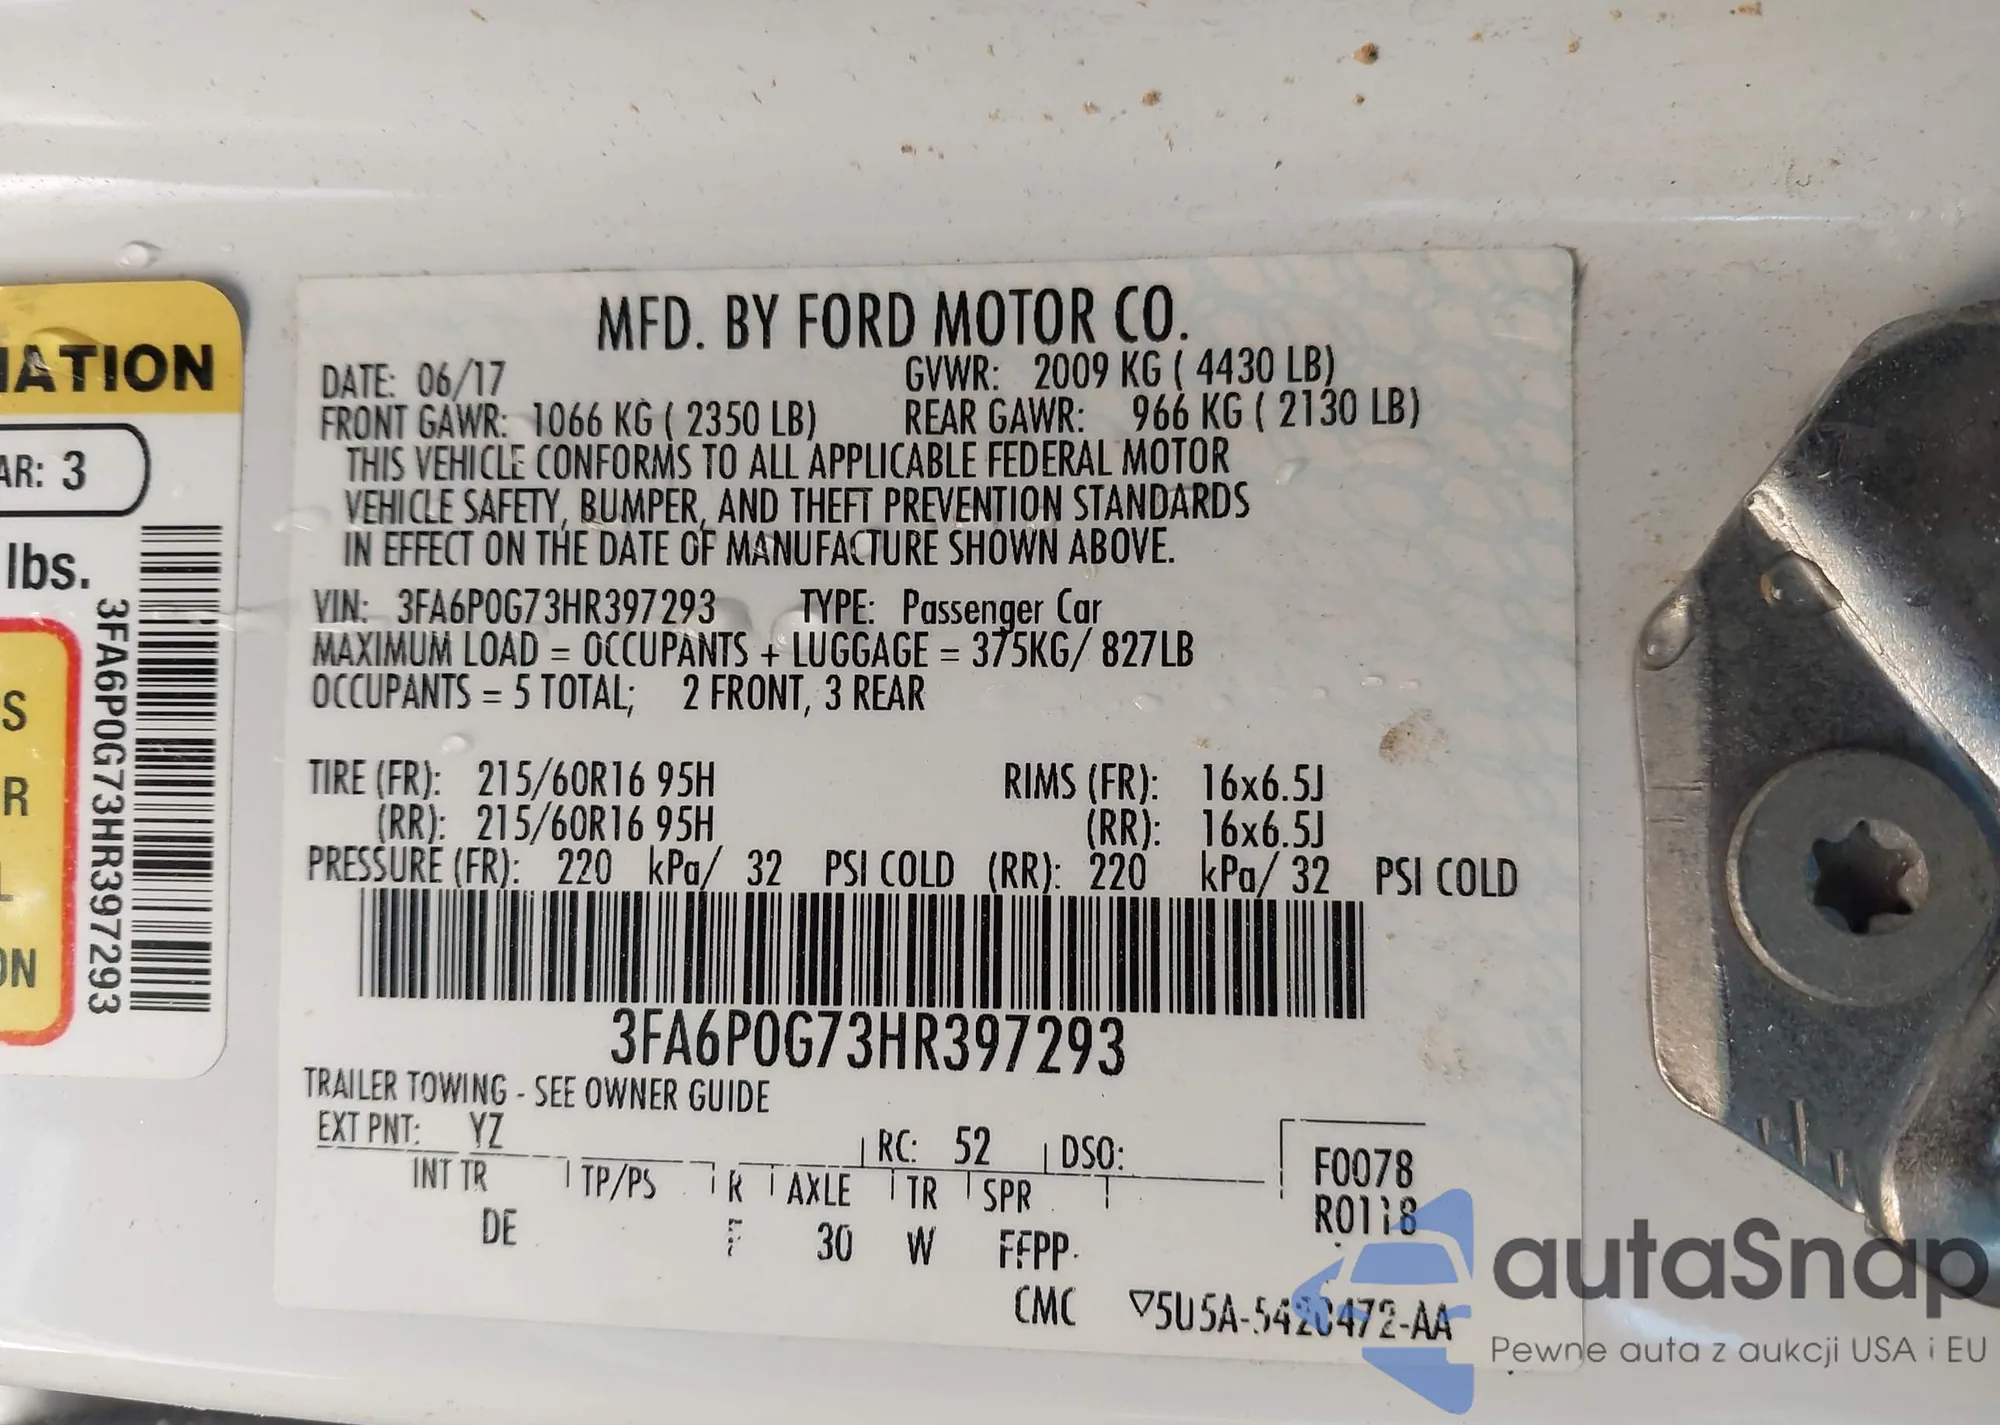 MFD. BY FORD MOTOR CO.
DATE: 06/17 GVWR: 2009 KG ( 4430 LB)
FRONT GAWR: 1066 KG ( 2350 LB) REAR GAWR: 966 KG ( 2130 LB)
THIS VEHICLE CONFORMS TO ALL APPLICABLE FEDERAL MOTOR
VEHICLE SAFETY, BUMPER, AND THEFT PREVENTION STANDARDS
IN EFFECT ON THE DATE OF MANUFACTURE SHOWN ABOVE.
VIN: 3FA6P0G73HR397293 TYPE: Passenger Car
MAXIMUM LOAD = OCCUPANTS + LUGGAGE = 375KG/ 827LB
OCCUPANTS = 5 TOTAL; 2 FRONT, 3 REAR
TIRE (FR): 215/60R16 95H RIMS (FR): 16x6.5J
(RR): 215/60R16 95H (RR): 16x6.5J
PRESSURE (FR): 220 kPa/ 32 PSI COLD (RR): 220 kPa/ 32 PSI COLD
3FA6P0G73HR397293
TRAILER TOWING - SEE OWNER GUIDE
EXT PNT: YZ RC: 52 DSO:
INT TR TP/PS R AXLE TR SPR
DE 30 W FFPP
F0078
R0118
CMC 5U5A-5420472-AA
3 lbs.
3FA6P0G73HR397293
autaSnap
Pewne auta z aukcji USA i EU